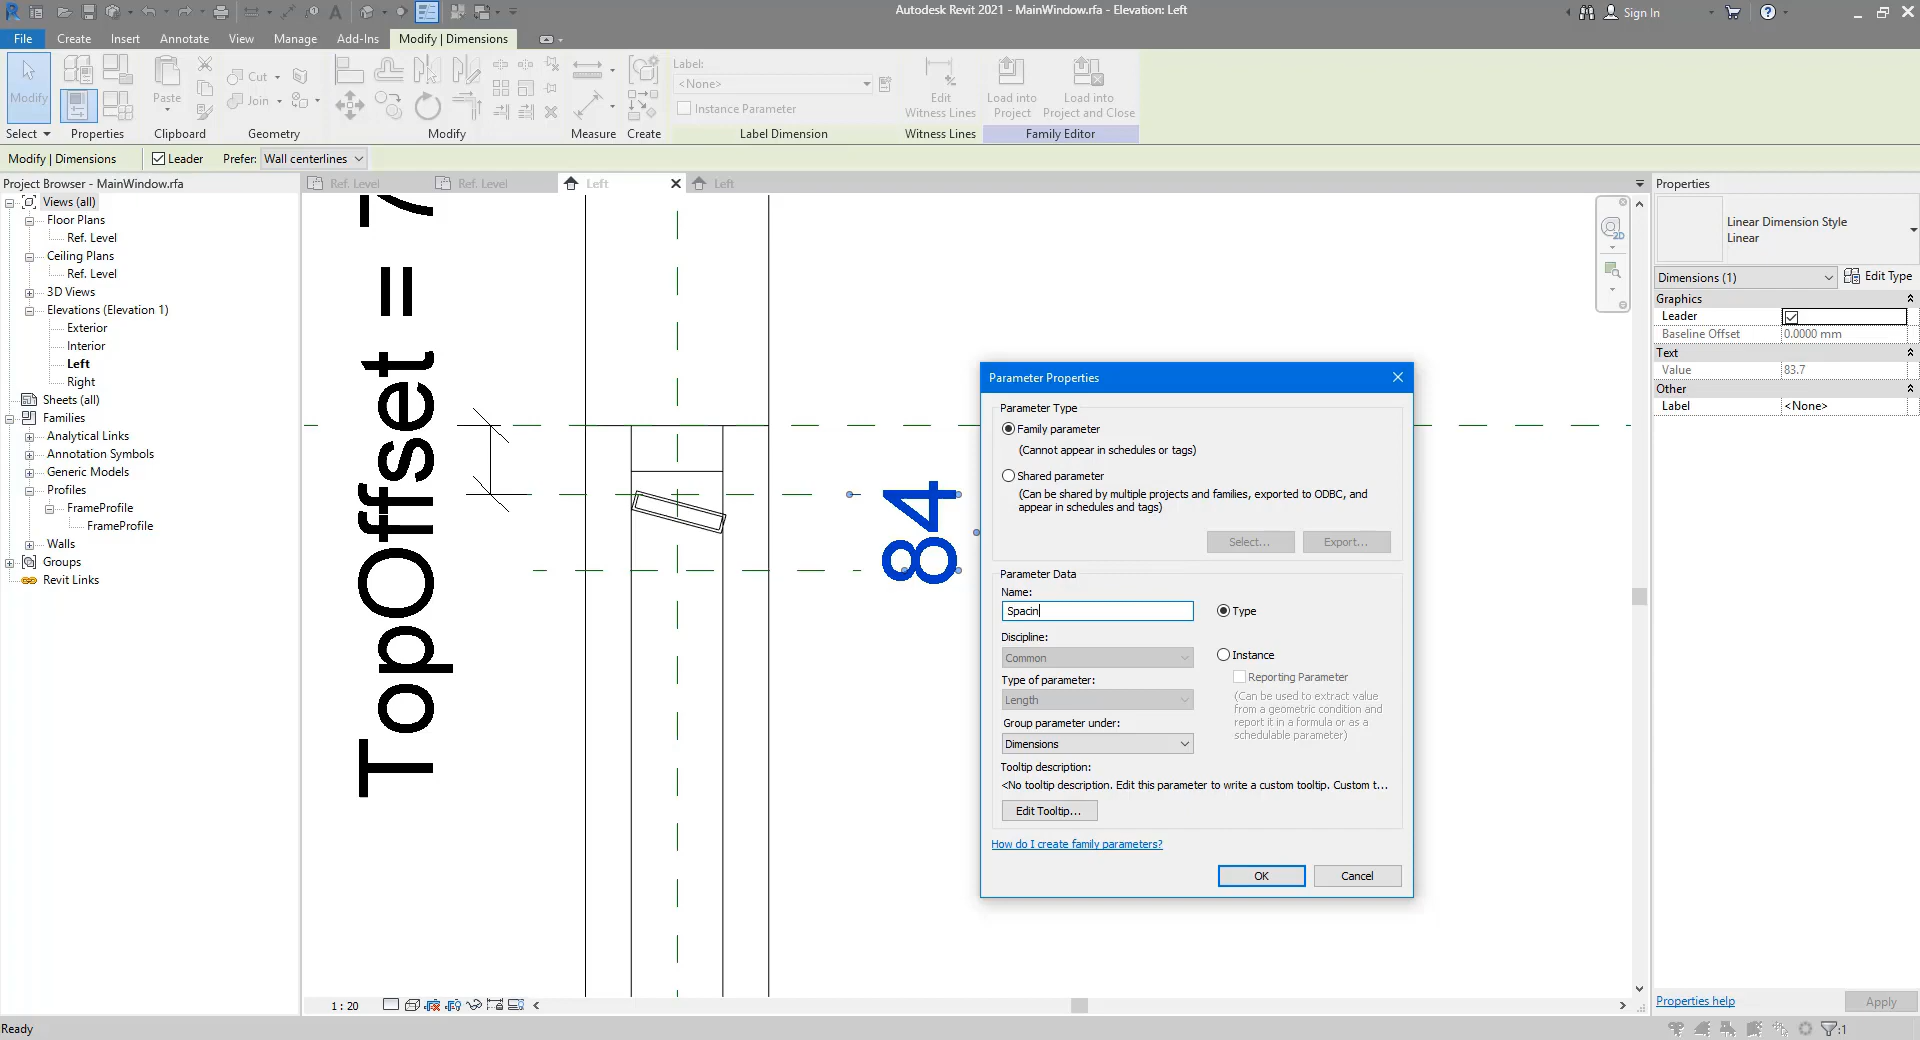 Autodesk Revit 2021 - MainWindow.rfa - Elevation: Left
Sign In
File Create Insert Annotate View Manage Add-Ins Modify | Dimensions
Modify
Paste
Cut
Join
Label:
<None>
Instance Parameter
Edit
Witness Lines
Load into
Project
Load into
Project and Close
Select Properties Clipboard Geometry Modify Measure Create Label Dimension Witness Lines Family Editor
Modify | Dimensions Leader Prefer: Wall centerlines
Project Browser - MainWindow.rfa
Views (all)
Floor Plans
Ref. Level
Ceiling Plans
Ref. Level
3D Views
Elevations (Elevation 1)
Exterior
Interior
Left
Right
Sheets (all)
Families
Analytical Links
Annotation Symbols
Generic Models
Profiles
FrameProfile
FrameProfile
Walls
Groups
Revit Links
Ref. Level
Ref. Level
Left
Left
2D
TopOffset = 7
84
Parameter Properties
Parameter Type
Family parameter
(Cannot appear in schedules or tags)
Shared parameter
(Can be shared by multiple projects and families, exported to ODBC, and
appear in schedules and tags)
Select...
Export...
Parameter Data
Name:
Spacin
Type
Discipline:
Common
Instance
Reporting Parameter
Type of parameter:
Length
(Can be used to extract value
from a geometric condition and
report it in a formula or as a
schedulable parameter)
Group parameter under:
Dimensions
Tooltip description:
<No tooltip description. Edit this parameter to write a custom tooltip. Custom t...
Edit Tooltip...
How do I create family parameters?
OK
Cancel
Properties
Linear Dimension Style
Linear
Dimensions (1)
Edit Type
Graphics
Leader
Baseline Offset 0.0000 mm
Text
Value 83.7
Other
Label <None>
Properties help
Apply
1 : 20
Ready
:1